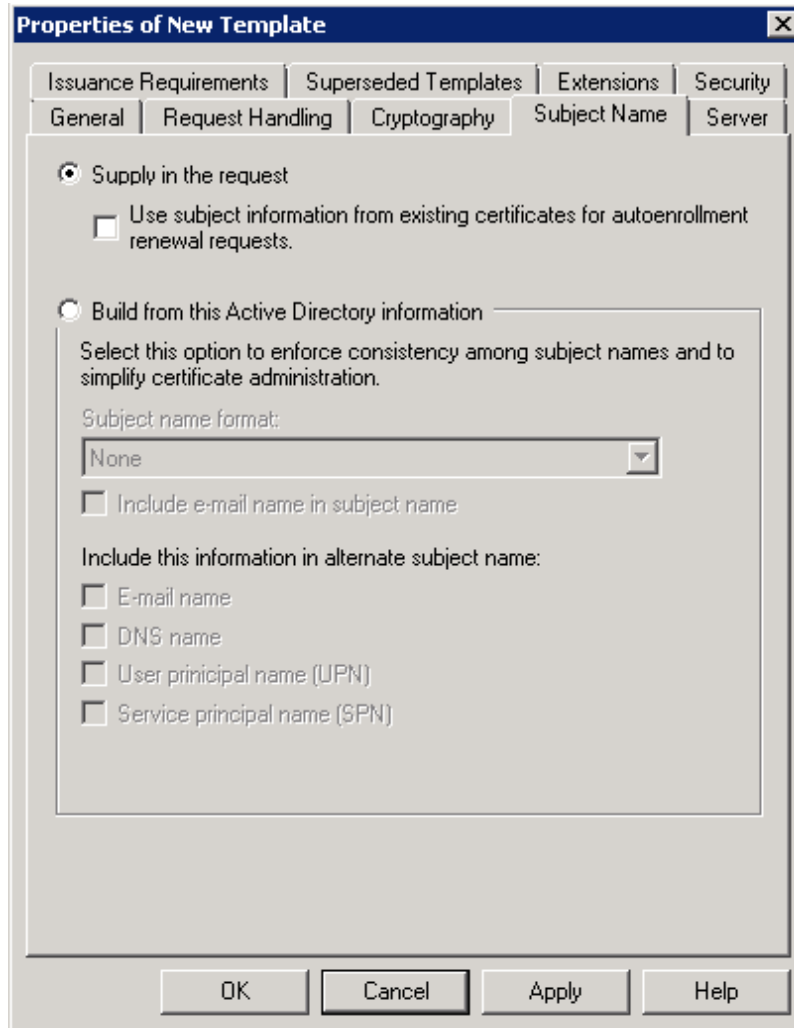 Properties of New Template
Issuance Requirements Superseded Templates Extensions Security
General Request Handling Cryptography Subject Name Server
Supply in the request
Use subject information from existing certificates for autoenrollment
renewal requests.
Build from this Active Directory information
Select this option to enforce consistency among subject names and to
simplify certificate administration.
Subject name format:
None
Include e-mail name in subject name
Include this information in alternate subject name:
E-mail name
DNS name
User prinicipal name (UPN)
Service principal name (SPN)
OK Cancel Apply Help